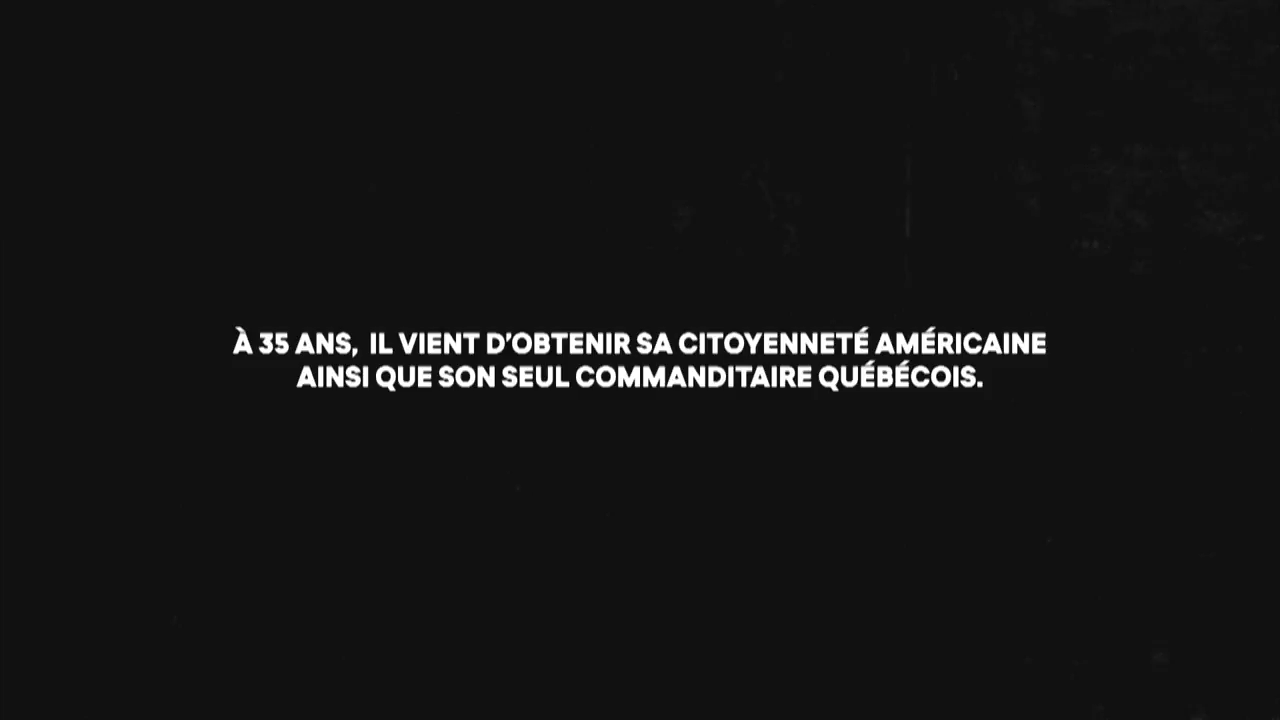 À 35 ANS,  IL VIENT D’OBTENIR SA CITOYENNETÉ AMÉRICAINE
AINSI QUE SON SEUL COMMANDITAIRE QUÉBÉCOIS.